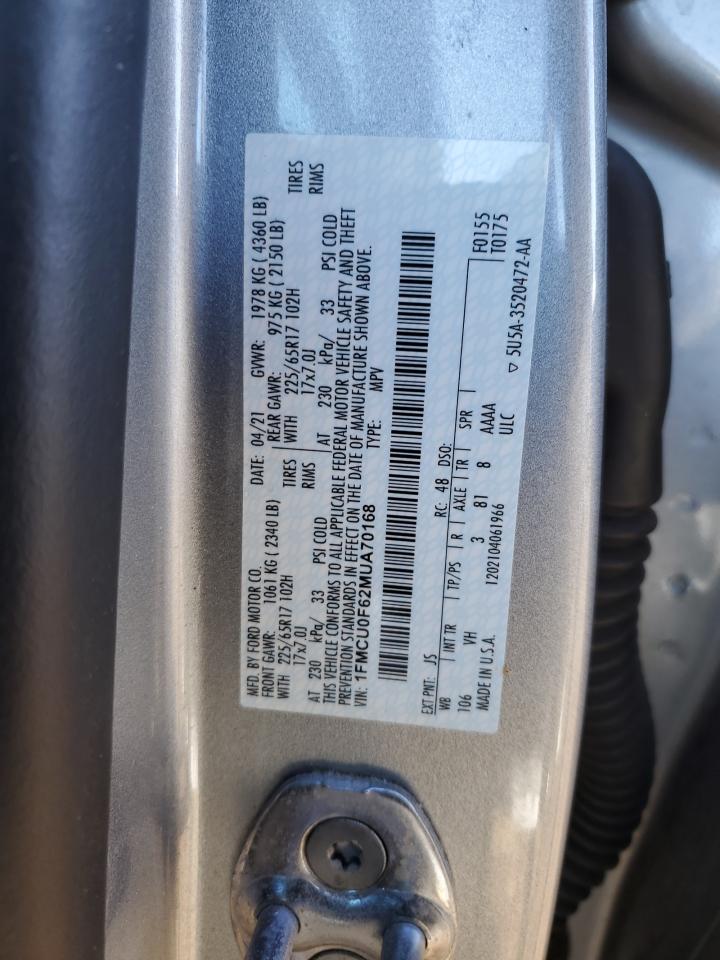 MFD. BY FORD MOTOR CO. DATE: 04/21 GVWR: 1978 KG ( 4360 LB)
FRONT GAWR: 1061 KG ( 2340 LB) REAR GAWR: 975 KG ( 2150 LB)
WITH 225/65R17 102H TIRES WITH 225/65R17 102H TIRES
17x7.0J RIMS 17x7.0J RIMS
AT 230 kPa/ 33 PSI COLD AT 230 kPa/ 33 PSI COLD
THIS VEHICLE CONFORMS TO ALL APPLICABLE FEDERAL MOTOR VEHICLE SAFETY AND THEFT
PREVENTION STANDARDS IN EFFECT ON THE DATE OF MANUFACTURE SHOWN ABOVE.
VIN: 1FMCU0F62MUA70168 TYPE: MPV
EXT PNT: JS RC: 48 DSO: F0155
WB INT TR TP/PS R AXLE TR SPR T0175
106 VH 3 81 8 AAAA
MADE IN U.S.A. 1202104061966 ULC ▽ 5U5A-3520472-AA